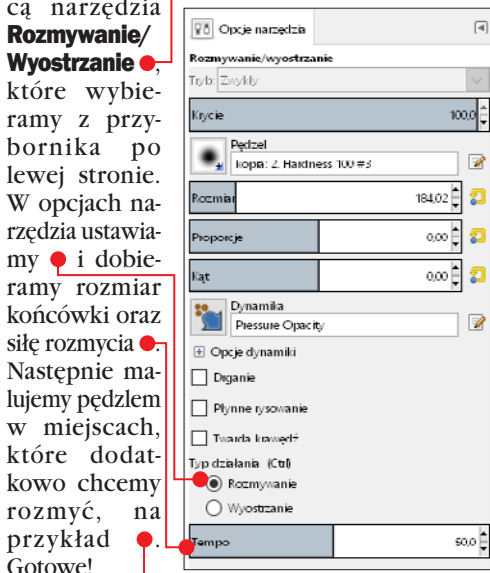 cą narzędzia
Rozmywanie/
Wyostrzanie ,
które wybie-
ramy z przy-
bornika po
lewej stronie.
W opcjach na-
rzędzia ustawia-
my i dobie-
ramy rozmiar
końcówki oraz
siłę rozmycia .
Następnie ma-
lujemy pędzlem
w miejscach,
które dodat-
kowo chcemy
rozmyć, na
przykład .
Gotowe!
Opcje narzędzia
Rozmywanie/wyostrzanie
Tryb: Zwykły
Krycie 100,0
Pędzel
kopia: 2. Hardness 100 #3
Rozmiar 184,02
Proporcje 0,00
Kąt 0,00
Dynamika
Pressure Opacity
Opcje dynamiki
Drganie
Płynne rysowanie
Twarda krawędź
Typ działania (Ctrl)
Rozmywanie
Wyostrzanie
Tempo 50,0